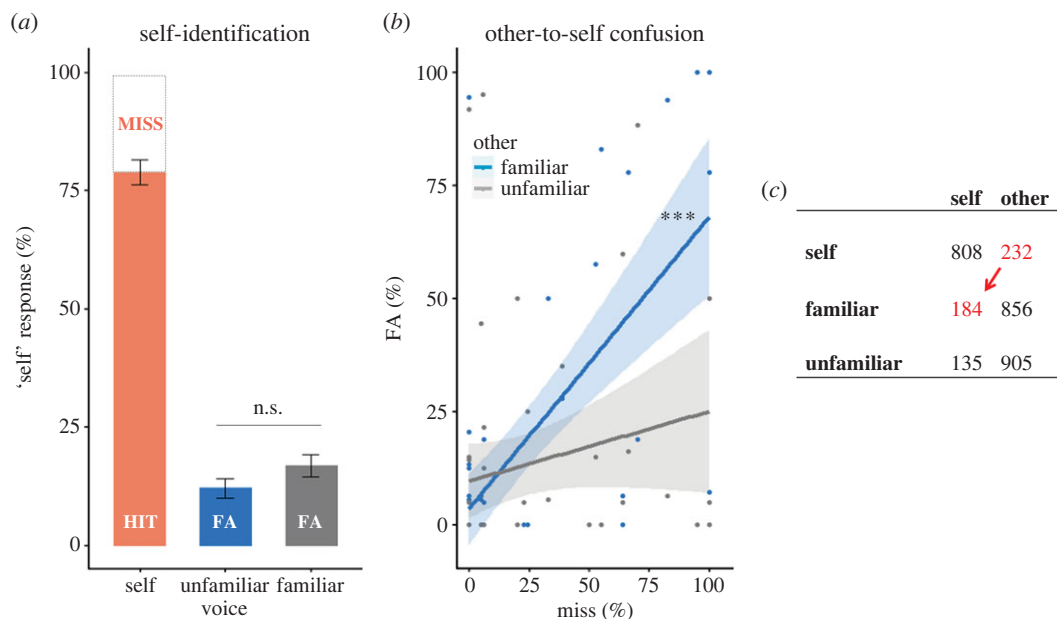 (a)
self-identification
100
75
50
25
0
'self' response (%)
MISS
HIT
n.s.
FA
FA
self
unfamiliar
familiar
voice
(b)
other-to-self confusion
100
75
50
25
0
FA (%)
other
familiar
unfamiliar
***
0
25
50
75
100
miss (%)
(c)
self other
self 808 232
familiar 184 856
unfamiliar 135 905